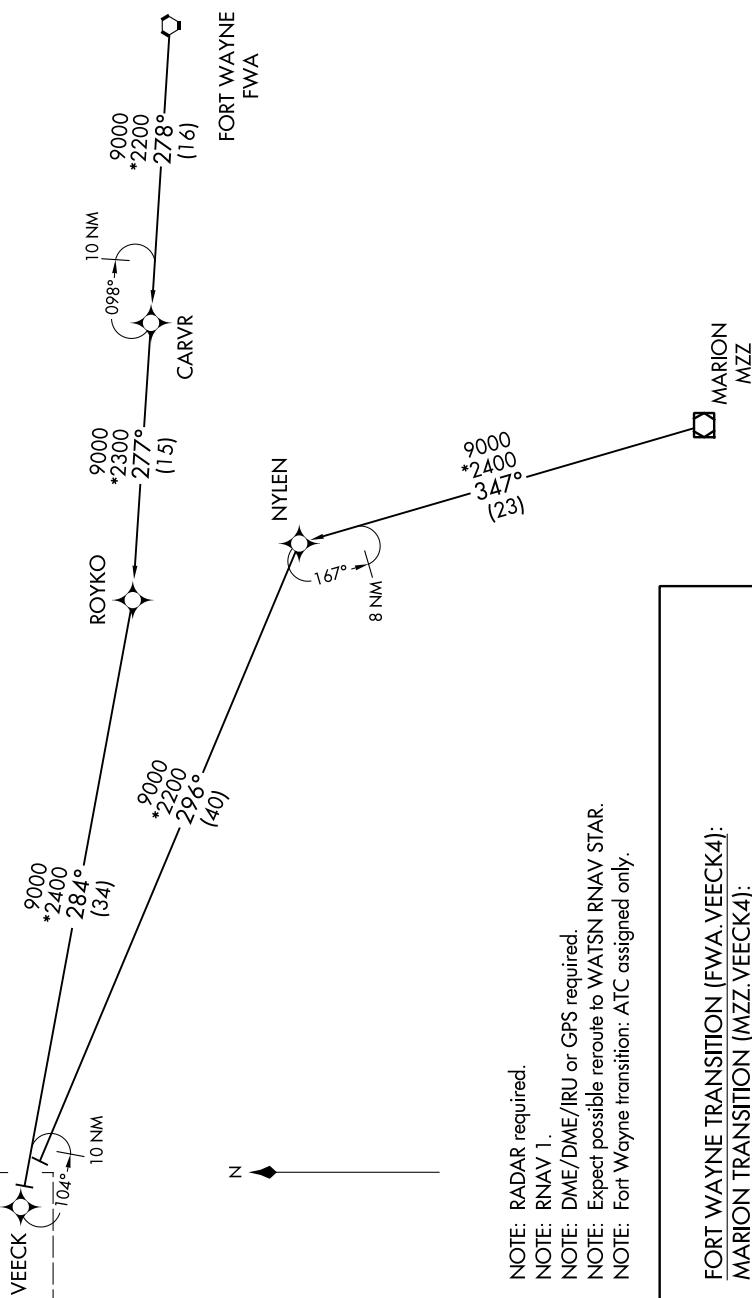 FORT WAYNE
FWA
9000
*2200
278°
(16)
10 NM
098°
CARVR
9000
*2300
277°
(15)
ROYKO
NYLEN
167°
8 NM
9000
*2400
347°
(23)
MARION
MZZ
9000
*2400
284°
(34)
9000
*2200
296°
(40)
VEECK
104°
10 NM
N
NOTE: RADAR required.
NOTE: RNAV 1.
NOTE: DME/DME/IRU or GPS required.
NOTE: Expect possible reroute to WATSN RNAV STAR.
NOTE: Fort Wayne transition: ATC assigned only.
FORT WAYNE TRANSITION (FWA.VEECK4):
MARION TRANSITION (MZZ.VEECK4):